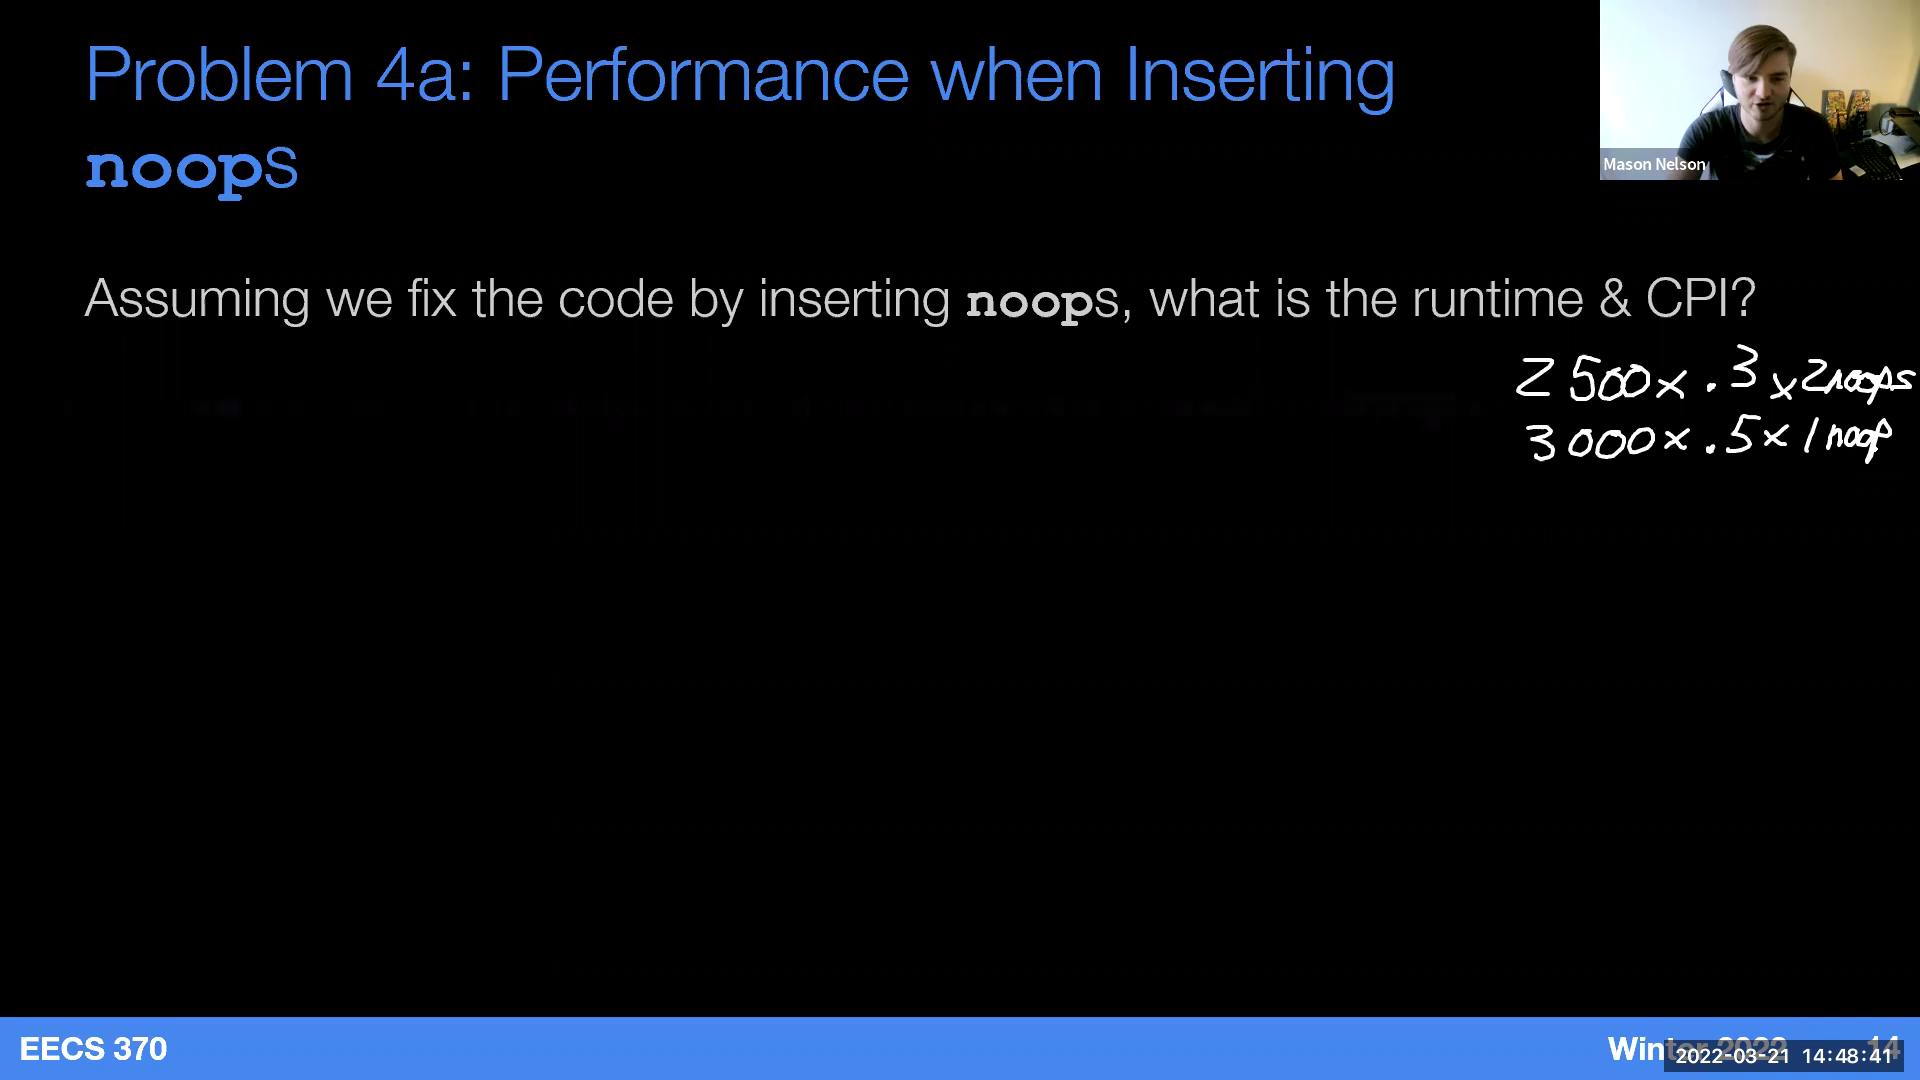 Problem 4a: Performance when Inserting
noops
Mason Nelson
Assuming we fix the code by inserting noops, what is the runtime & CPI?
2500 x .3 x 2noops
3000 x .5 x 1 noop
EECS 370
Winter 2022 14
2022-03-21 14:48:41